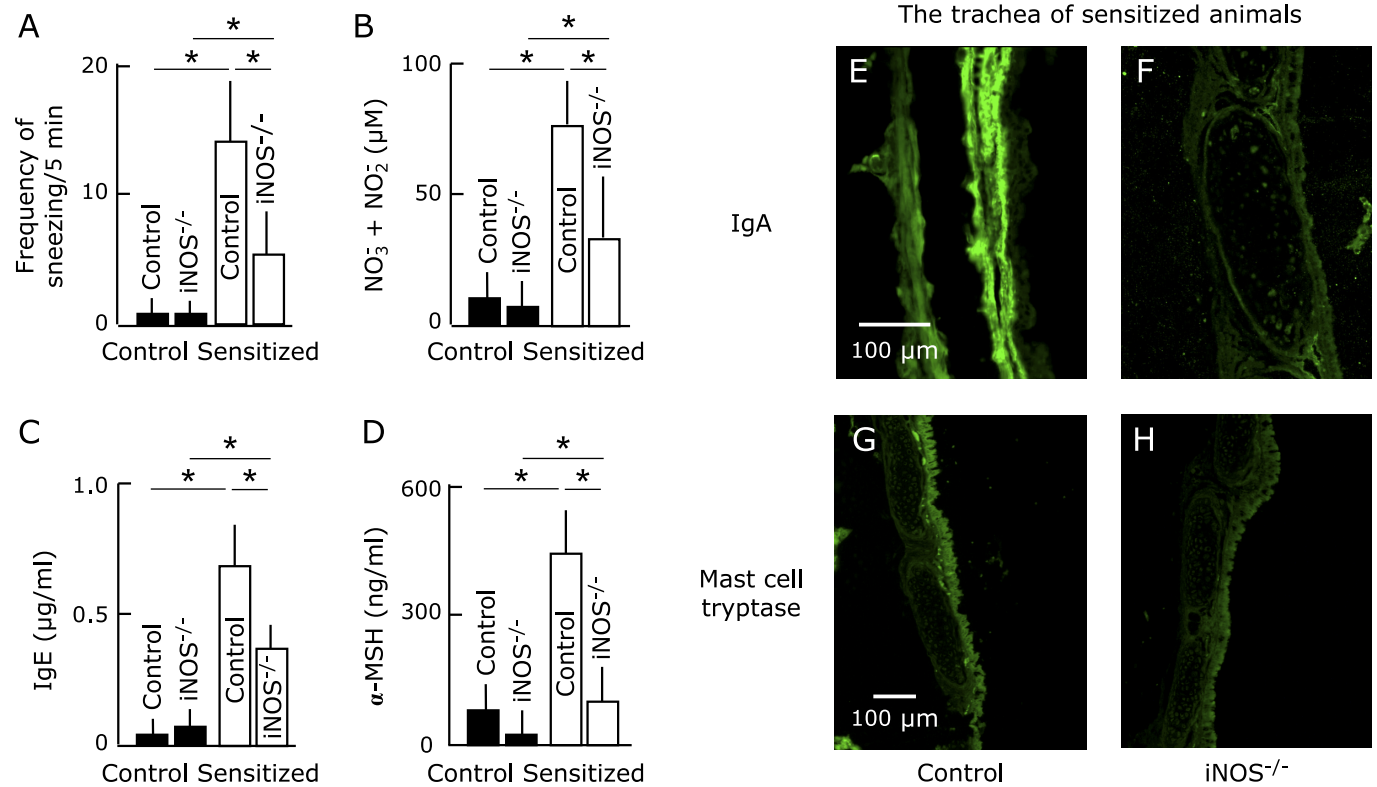 A
Frequency of
sneezing/5 min
20
10
0
*
* *
Control
iNOS-/-
Control
iNOS-/-
Control Sensitized
B
NO3- + NO2- (µM)
100
50
0
*
* *
Control
iNOS-/-
Control
iNOS-/-
Control Sensitized
C
IgE (µg/ml)
1.0
0.5
0
*
* *
Control
iNOS-/-
Control
iNOS-/-
Control Sensitized
D
α-MSH (ng/ml)
600
300
0
*
* *
Control
iNOS-/-
Control
iNOS-/-
Control Sensitized
The trachea of sensitized animals
IgA
E
100 µm
F
Mast cell
tryptase
G
100 µm
H
Control
iNOS-/-